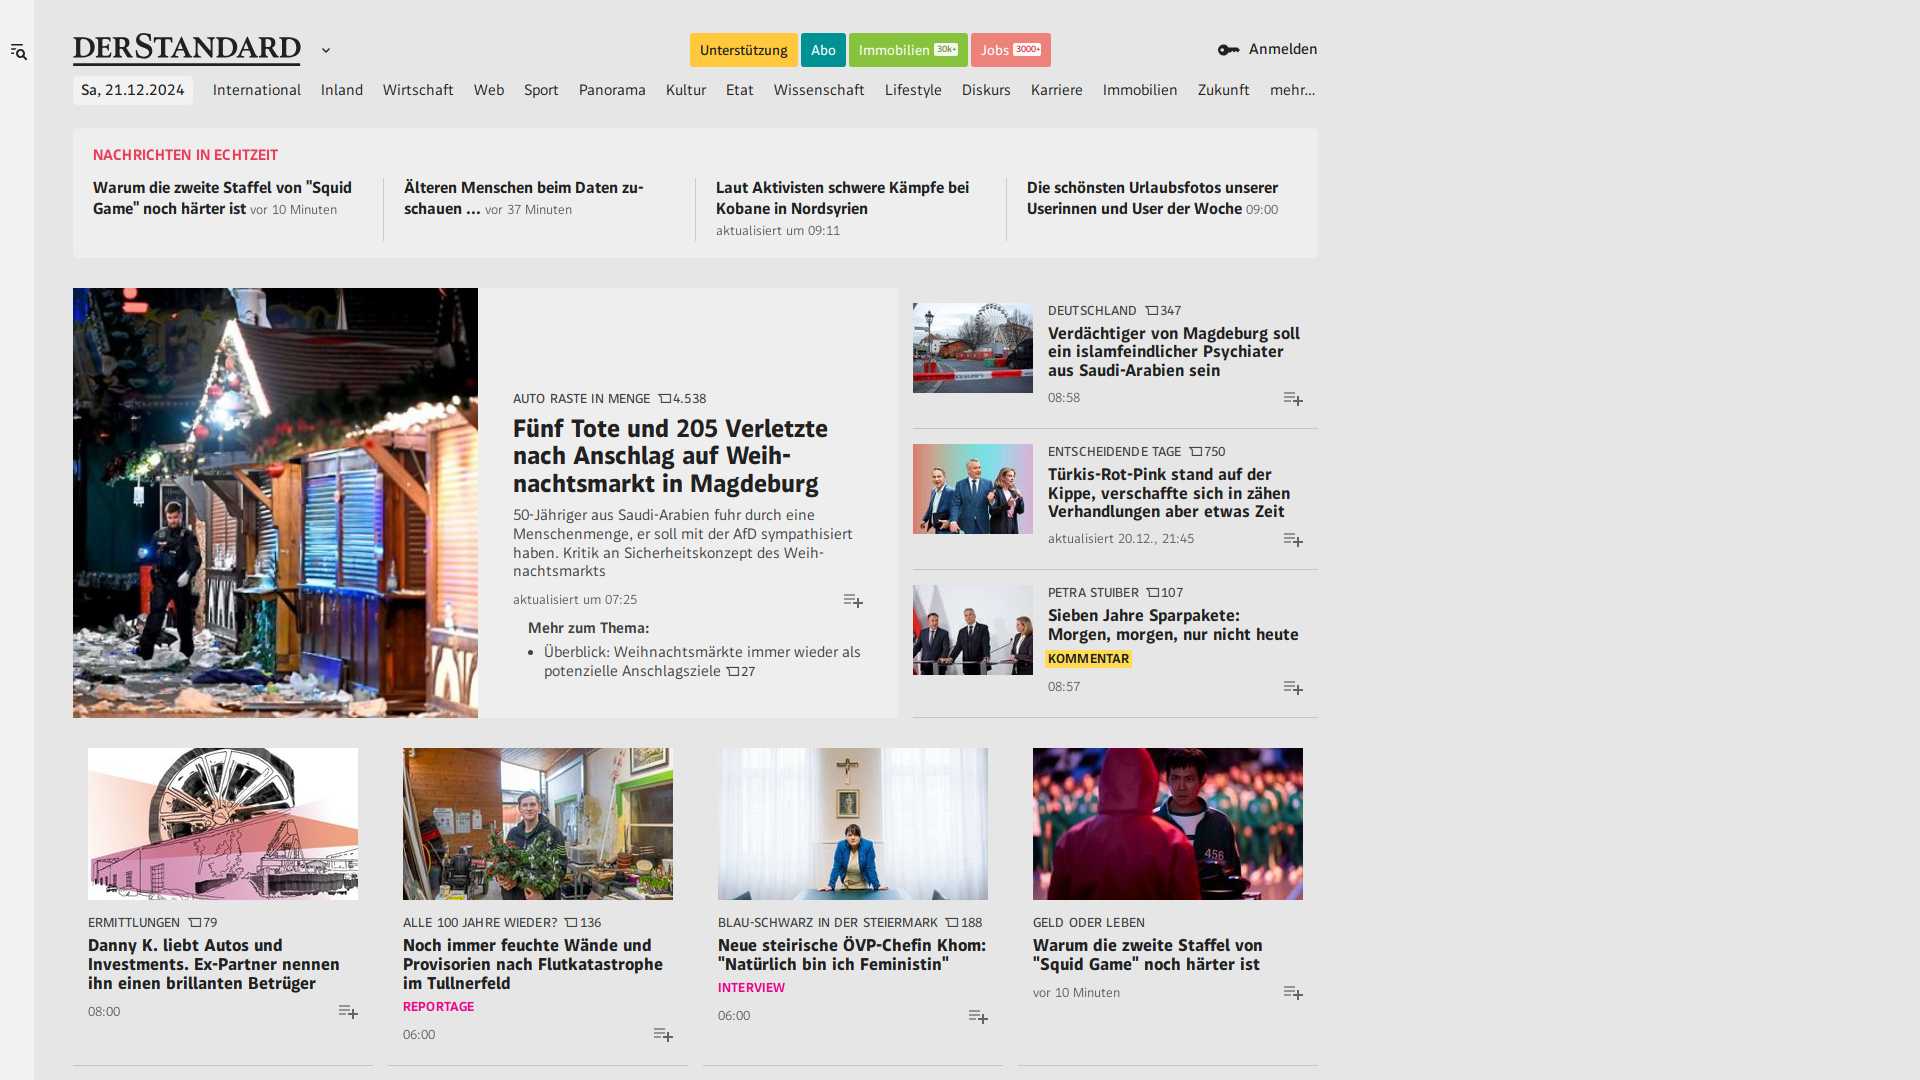 DERSTANDARD
Unterstützung
Abo
Immobilien 30k+
Jobs 3000+
Anmelden
Sa, 21.12.2024
International
Inland
Wirtschaft
Web
Sport
Panorama
Kultur
Etat
Wissenschaft
Lifestyle
Diskurs
Karriere
Immobilien
Zukunft
mehr...
NACHRICHTEN IN ECHTZEIT
Warum die zweite Staffel von "Squid
Game" noch härter ist vor 10 Minuten
Älteren Menschen beim Daten zu-
schauen ... vor 37 Minuten
Laut Aktivisten schwere Kämpfe bei
Kobane in Nordsyrien
aktualisiert um 09:11
Die schönsten Urlaubsfotos unserer
Userinnen und User der Woche 09:00
AUTO RASTE IN MENGE 4.538
Fünf Tote und 205 Verletzte
nach Anschlag auf Weih-
nachtsmarkt in Magdeburg
50-Jähriger aus Saudi-Arabien fuhr durch eine
Menschenmenge, er soll mit der AfD sympathisiert
haben. Kritik an Sicherheitskonzept des Weih-
nachtsmarkts
aktualisiert um 07:25
Mehr zum Thema:
• Überblick: Weihnachtsmärkte immer wieder als
potenzielle Anschlagsziele 27
DEUTSCHLAND 347
Verdächtiger von Magdeburg soll
ein islamfeindlicher Psychiater
aus Saudi-Arabien sein
08:58
ENTSCHEIDENDE TAGE 750
Türkis-Rot-Pink stand auf der
Kippe, verschaffte sich in zähen
Verhandlungen aber etwas Zeit
aktualisiert 20.12., 21:45
PETRA STUIBER 107
Sieben Jahre Sparpakete:
Morgen, morgen, nur nicht heute
KOMMENTAR
08:57
ERMITTLUNGEN 79
Danny K. liebt Autos und
Investments. Ex-Partner nennen
ihn einen brillanten Betrüger
08:00
ALLE 100 JAHRE WIEDER? 136
Noch immer feuchte Wände und
Provisorien nach Flutkatastrophe
im Tullnerfeld
REPORTAGE
06:00
BLAU-SCHWARZ IN DER STEIERMARK 188
Neue steirische ÖVP-Chefin Khom:
"Natürlich bin ich Feministin"
INTERVIEW
06:00
456
GELD ODER LEBEN
Warum die zweite Staffel von
"Squid Game" noch härter ist
vor 10 Minuten